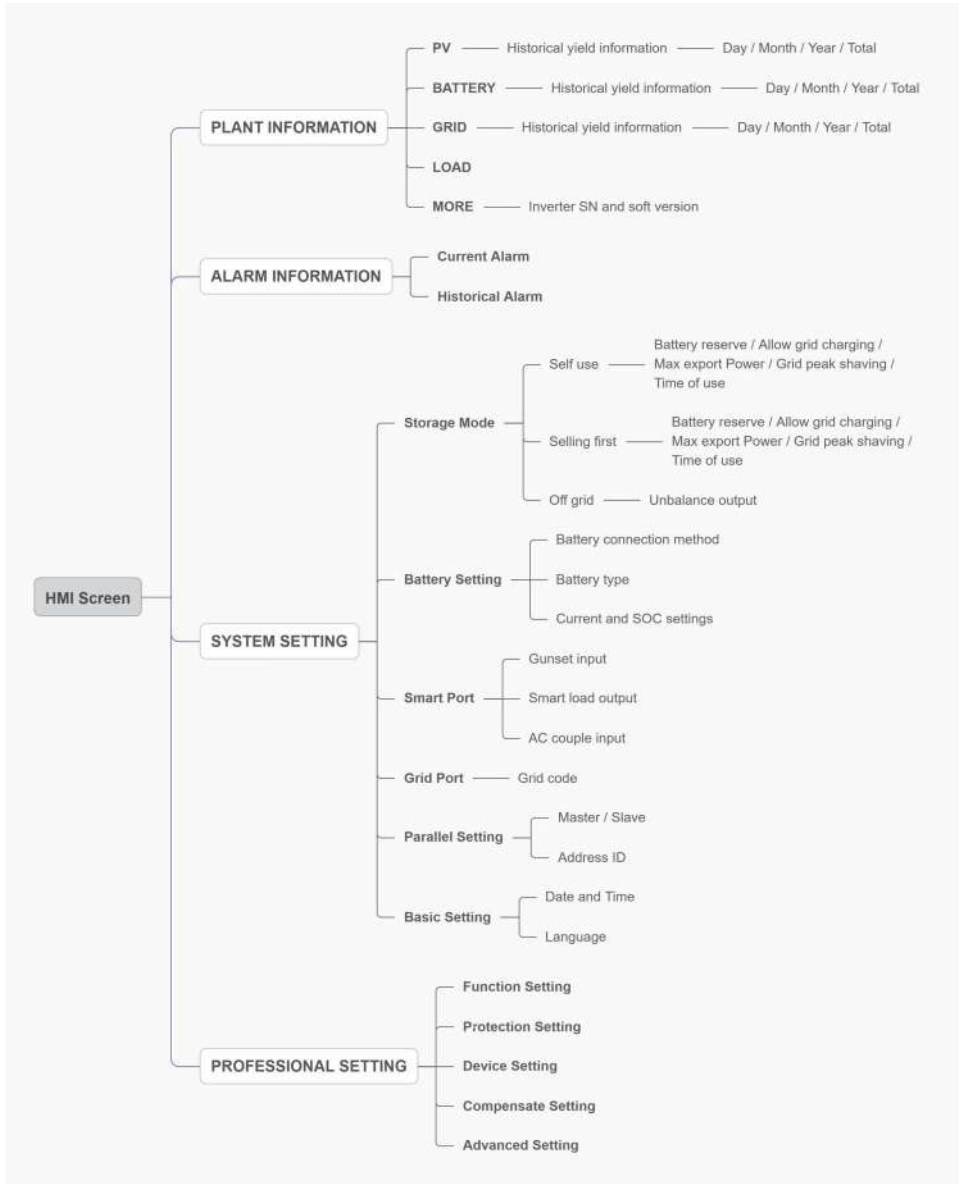 PV
Historical yield information
Day / Month / Year / Total
BATTERY
Historical yield information
Day / Month / Year / Total
PLANT INFORMATION
GRID
Historical yield information
Day / Month / Year / Total
LOAD
MORE
Inverter SN and soft version
ALARM INFORMATION
Current Alarm
Historical Alarm
HMI Screen
SYSTEM SETTING
Storage Mode
Self use
Battery reserve / Allow grid charging /
Max export Power / Grid peak shaving /
Time of use
Selling first
Battery reserve / Allow grid charging /
Max export Power / Grid peak shaving /
Time of use
Off grid
Unbalance output
Battery Setting
Battery connection method
Battery type
Current and SOC settings
Smart Port
Gunset input
Smart load output
AC couple input
Grid Port
Grid code
Parallel Setting
Master / Slave
Address ID
Basic Setting
Date and Time
Language
PROFESSIONAL SETTING
Function Setting
Protection Setting
Device Setting
Compensate Setting
Advanced Setting